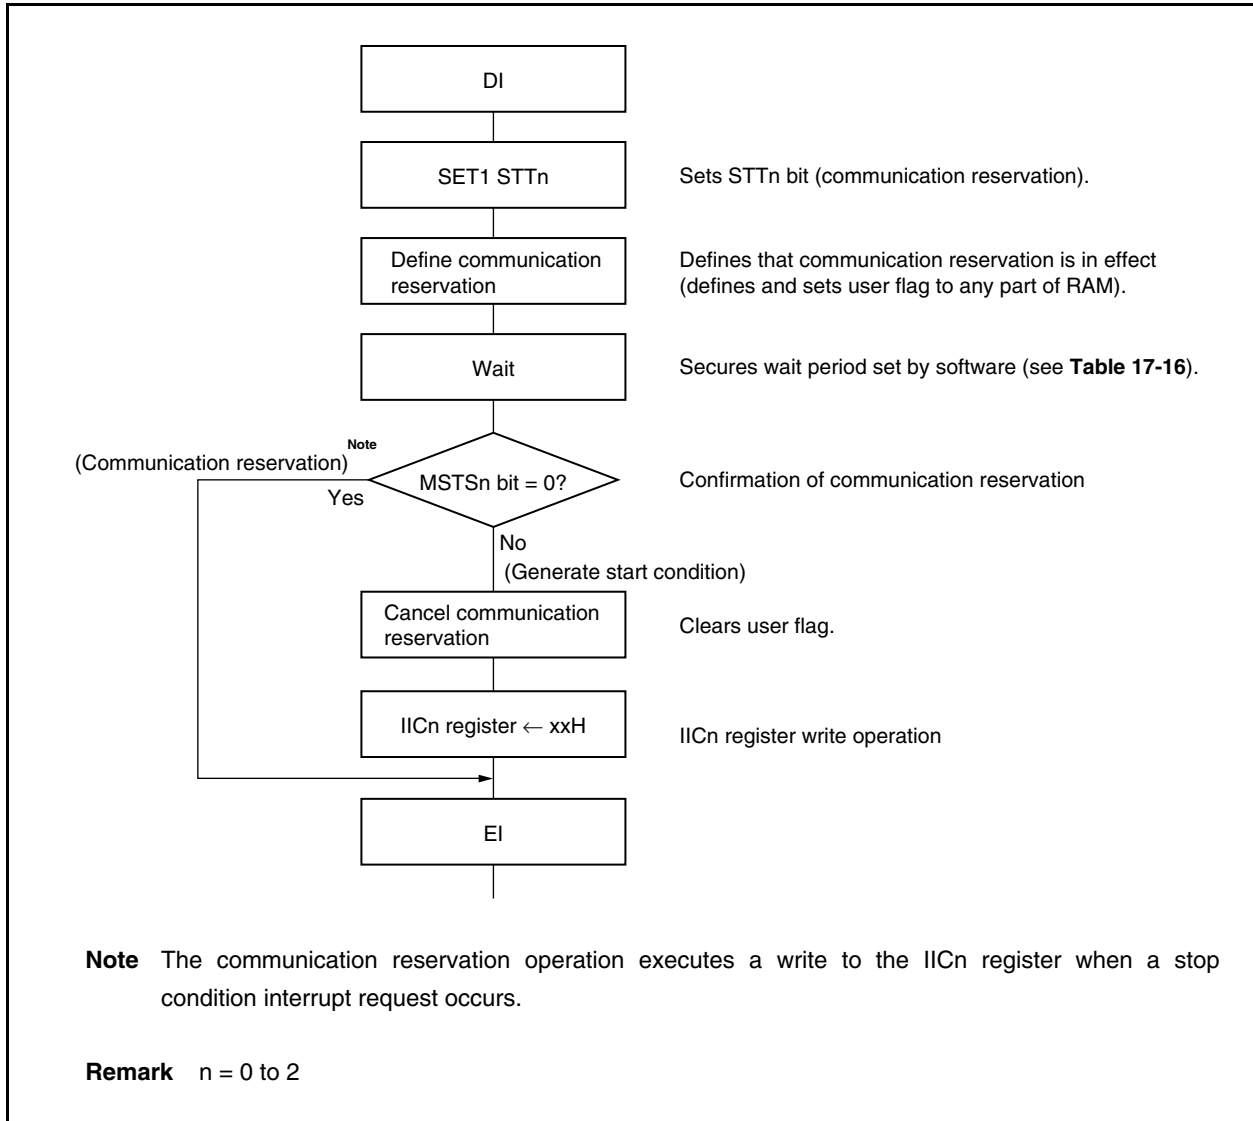 DI
SET1 STTn
Sets STTn bit (communication reservation).
Define communication
reservation
Defines that communication reservation is in effect
(defines and sets user flag to any part of RAM).
Wait
Secures wait period set by software (see Table 17-16).
(Communication reservation)Note
MSTSn bit = 0?
Confirmation of communication reservation
Yes
No
(Generate start condition)
Cancel communication
reservation
Clears user flag.
IICn register ← xxH
IICn register write operation
EI
Note The communication reservation operation executes a write to the IICn register when a stop
condition interrupt request occurs.
Remark n = 0 to 2